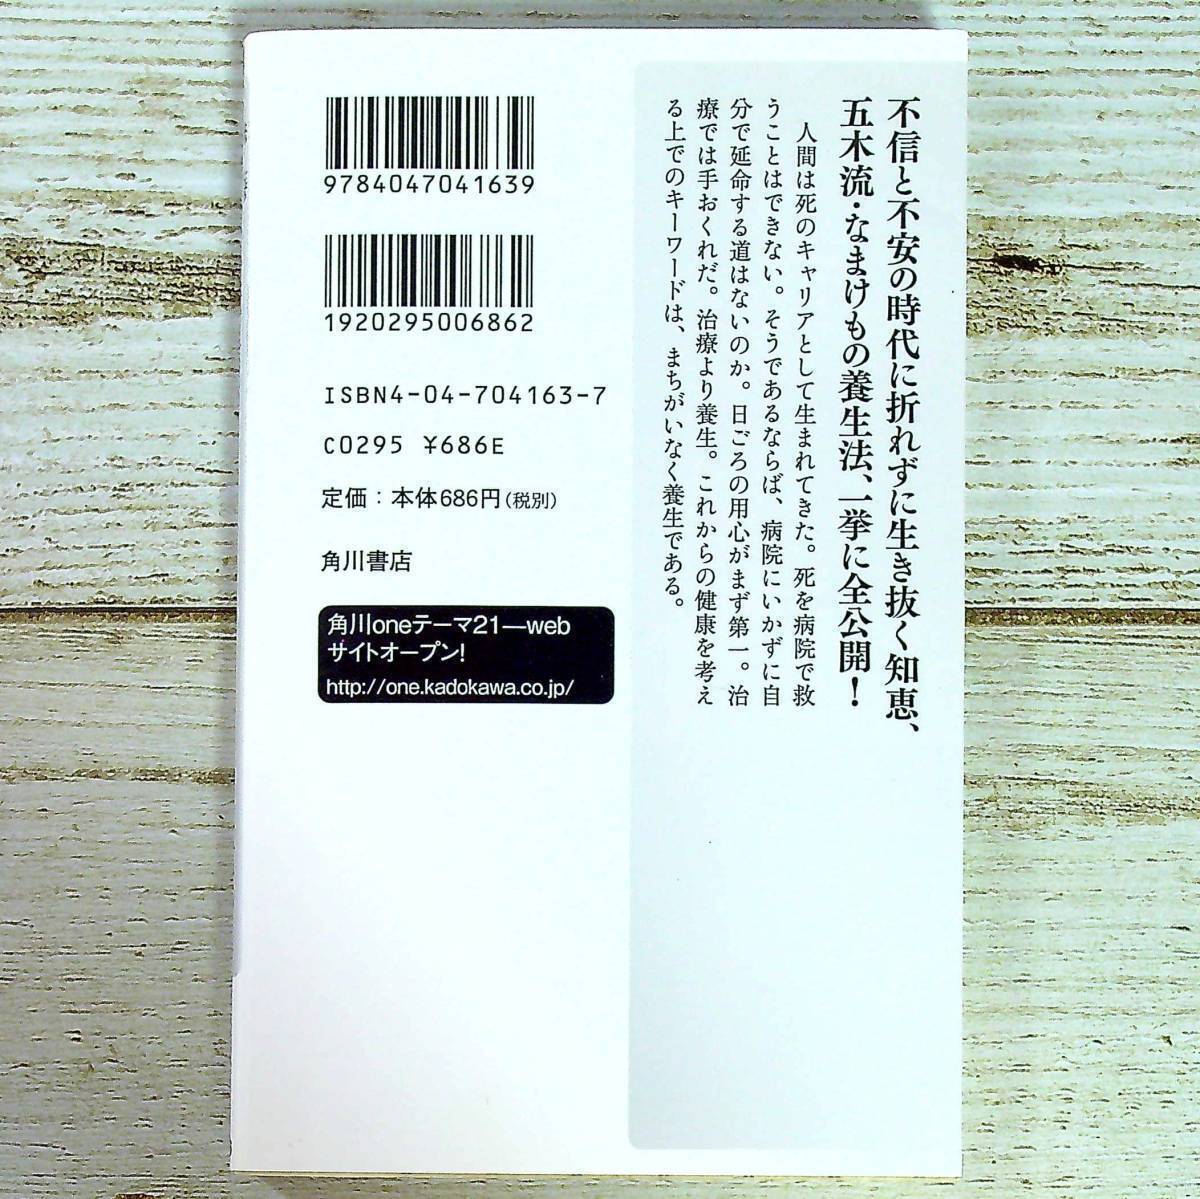 不信と不安の時代に折れずに生き抜く知恵、
五木流・なまけもの養生法、一挙に全公開！
人間は死のキャリアとして生まれてきた。死を病院で救
うことはできない。そうであるならば、病院にいかずに自
分で延命する道はないのか。日ごろの用心がまず第一。治
療では手おくれだ。治療より養生。これからの健康を考え
る上でのキーワードは、まちがいなく養生である。
9784047041639
1920295006862
ISBN4-04-704163-7
C0295 ¥686E
定価：本体686円（税別）
角川書店
角川oneテーマ21—web
サイトオープン！
http://one.kadokawa.co.jp/